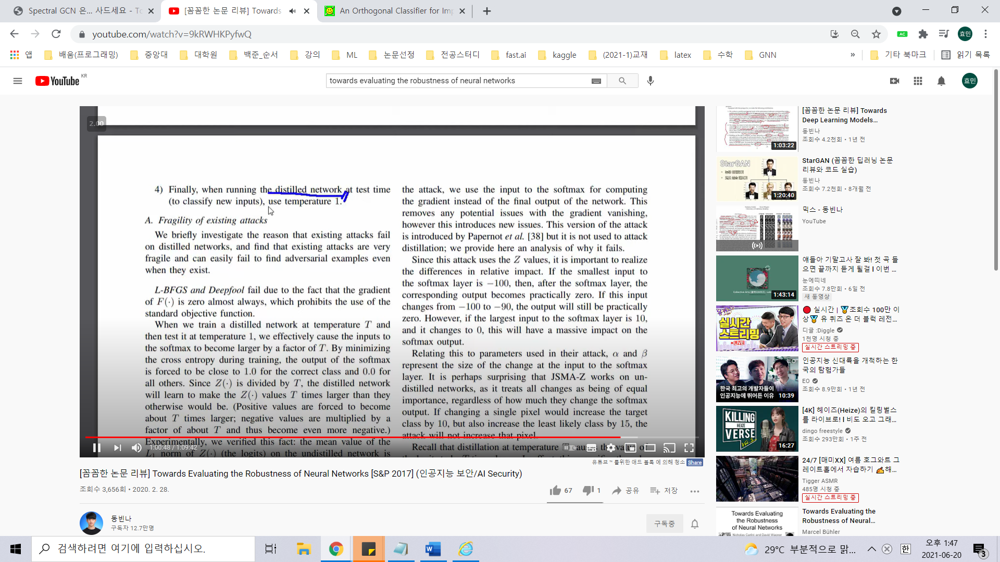 Spectral GCN 은... 사드세요 - To
[꼼꼼한 논문 리뷰] Towards
An Orthogonal Classifier for Imp
youtube.com/watch?v=9kRWHKPyfwQ
AC
효민
앱
배움(프로그래밍)
중앙대
대학원
백준_순서
강의
ML
논문선정
전공스터디
fast.ai
kaggle
(2021-1)교재
latex
수학
GNN
»
기타 북마크
읽기 목록
YouTube KR
towards evaluating the robustness of neural networks
효민
2.00
4) Finally, when running the distilled network at test time
(to classify new inputs), use temperature 1.
A. Fragility of existing attacks
We briefly investigate the reason that existing attacks fail
on distilled networks, and find that existing attacks are very
fragile and can easily fail to find adversarial examples even
when they exist.
L-BFGS and Deepfool fail due to the fact that the gradient
of F(·) is zero almost always, which prohibits the use of the
standard objective function.
When we train a distilled network at temperature T and
then test it at temperature 1, we effectively cause the inputs to
the softmax to become larger by a factor of T. By minimizing
the cross entropy during training, the output of the softmax
is forced to be close to 1.0 for the correct class and 0.0 for
all others. Since Z(·) is divided by T, the distilled network
will learn to make the Z(·) values T times larger than they
otherwise would be. (Positive values are forced to become
about T times larger; negative values are multiplied by a
factor of about T and thus become even more negative.)
Experimentally, we verified this fact: the mean value of the
L1 norm of Z(·) (the logits) on the undistilled network is
the attack, we use the input to the softmax for computing
the gradient instead of the final output of the network. This
removes any potential issues with the gradient vanishing,
however this introduces new issues. This version of the attack
is introduced by Papernot et al. [38] but it is not used to attack
distillation; we provide here an analysis of why it fails.
Since this attack uses the Z values, it is important to realize
the differences in relative impact. If the smallest input to
the softmax layer is −100, then, after the softmax layer, the
corresponding output becomes practically zero. If this input
changes from −100 to −90, the output will still be practically
zero. However, if the largest input to the softmax layer is 10,
and it changes to 0, this will have a massive impact on the
softmax output.
Relating this to parameters used in their attack, α and β
represent the size of the change at the input to the softmax
layer. It is perhaps surprising that JSMA-Z works on un-
distilled networks, as it treats all changes as being of equal
importance, regardless of how much they change the softmax
output. If changing a single pixel would increase the target
class by 10, but also increase the least likely class by 15, the
attack will not increase that pixel.
Recall that distillation at temperature
the value of
1:00:48 / 1:09:42
유튜브™를위한 애드 블록 에 의해 청소 Share
[꼼꼼한 논문 리뷰] Towards Evaluating the Robustness of Neural Networks [S&P 2017] (인공지능 보안/AI Security)
조회수 3,656회 • 2020. 2. 28.
67
1
공유
저장
동빈나
구독자 12.7만명
구독중
1:03:22
[꼼꼼한 논문 리뷰] Towards
Deep Learning Models…
동빈나
조회수 4.2천회 • 1년 전
StarGAN
1:20:40
StarGAN (꼼꼼한 딥러닝 논문
리뷰와 코드 실습)
동빈나
조회수 7.2천회 • 8개월 전
믹스 - 동빈나
YouTube
1:43:14
얘들아 기말고사 잘 봐! 첫 곡 들
으면 끝까지 듣게 될걸 I 이번 ...
눈에띠네
조회수 7.8만회 • 6일 전
새 동영상
유퀴즈
실시간
스트리밍
LIVE
실시간 | 🏅조회수 100만 이
상🏅 유 퀴즈 온 더 블럭 레전...
디글 :Diggle
1천명 시청 중
실시간 스트리밍 중
EO
한국 최고의 개발자들이
인공지능에 뛰어든 이유
10:39
인공지능 신대륙을 개척하는 한
국의 탐험가들
EO
조회수 8.9만회 • 1년 전
KILLING
HEIZE
VERSE
Vol.2
16:27
[4K] 헤이즈(Heize)의 킬링벌스
를 라이브로! I 비도 오고 그래...
dingo freestyle
조회수 293만회 • 1주 전
24/7 [매미XX] 여름 호그와트 그
레이트홀에서 자습하기 ✍해...
Tigger ASMR
485명 시청 중
실시간 스트리밍 중
Towards Evaluating
the Robustness
of Neural Networks
Nicholas Carlini and David Wagner
Towards Evaluating the
Robustness of Neural…
Marcel Bühler
검색하려면 여기에 입력하십시오.
29°C 부분적으로 맑...
한
오후 1:47
2021-06-20
3